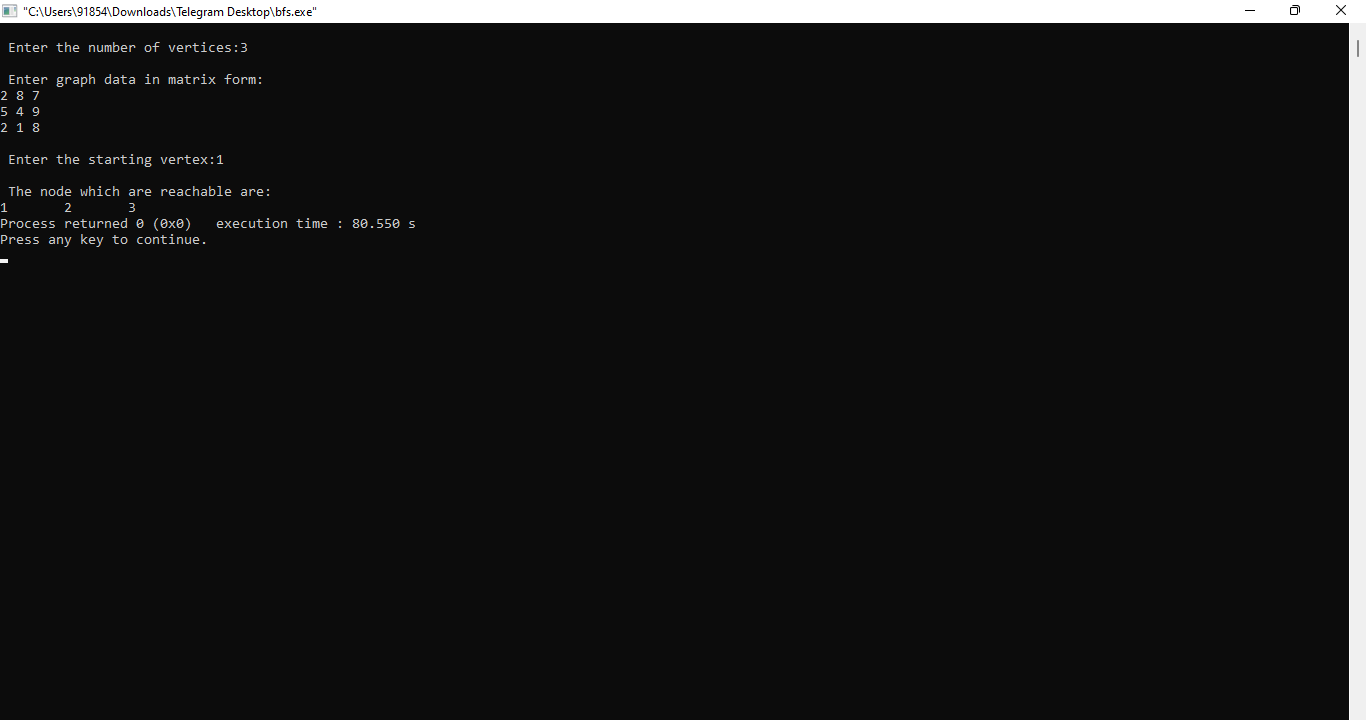 "C:\Users\91854\Downloads\Telegram Desktop\bfs.exe"
Enter the number of vertices:3
Enter graph data in matrix form:
2 8 7
5 4 9
2 1 8
Enter the starting vertex:1
The node which are reachable are:
1       2       3
Process returned 0 (0x0)   execution time : 80.550 s
Press any key to continue.